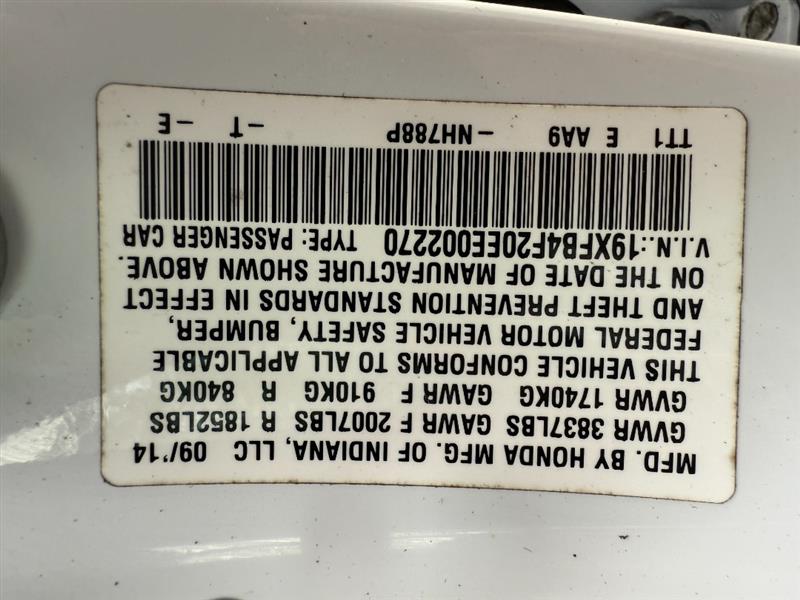 MFD. BY HONDA MFG. OF INDIANA, LLC 09/'14
GVWR 3837LBS GAWR F 2007LBS R 1852LBS
GVWR 1740KG GAWR F 910KG R 840KG
THIS VEHICLE CONFORMS TO ALL APPLICABLE
FEDERAL MOTOR VEHICLE SAFETY, BUMPER,
AND THEFT PREVENTION STANDARDS IN EFFECT
ON THE DATE OF MANUFACTURE SHOWN ABOVE.
V.I.N.:19XFB4F20EE002270 TYPE: PASSENGER CAR
TT1 E AA9 -NH788P -T -E